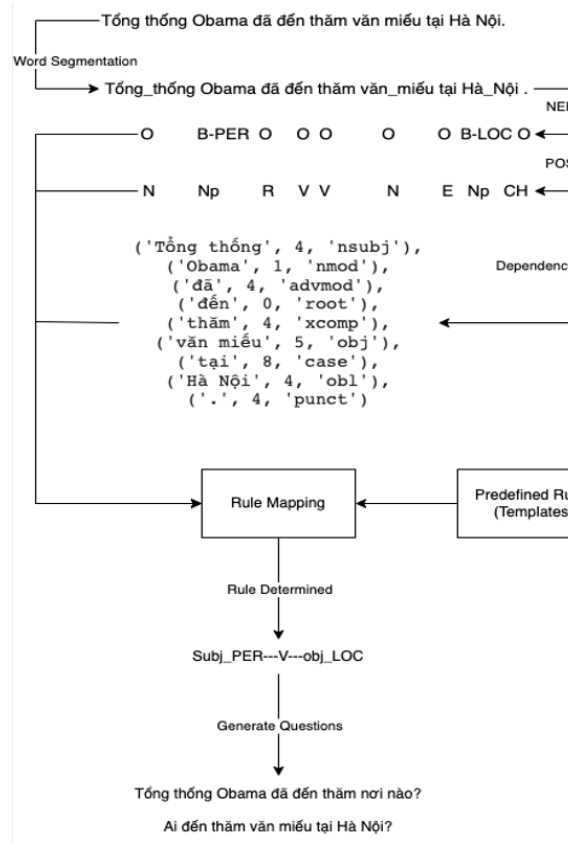 Tổng thống Obama đã đến thăm văn miếu tại Hà Nội.
Word Segmentation
Tổng_thống Obama đã đến thăm văn_miếu tại Hà_Nội .
O B-PER O O O O O B-LOC O
N Np R V V N E Np CH
('Tổng thống', 4, 'nsubj'),
('Obama', 1, 'nmod'),
('đã', 4, 'advmod'),
('đến', 0, 'root'),
('thăm', 4, 'xcomp'),
('văn miếu', 5, 'obj'),
('tại', 8, 'case'),
('Hà Nội', 4, 'obl'),
('.', 4, 'punct')
Rule Mapping
Predefined
(Templates
Rule Determined
Subj_PER---V---obj_LOC
Generate Questions
Tổng thống Obama đã đến thăm nơi nào?
Ai đến thăm văn miếu tại Hà Nội?